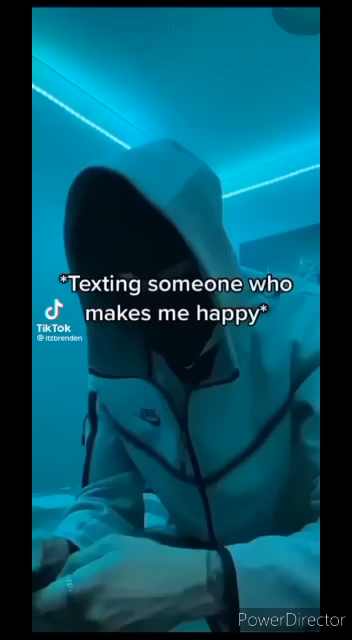 *Texting someone who
makes me happy*
TikTok
@ itzbrenden
PowerDirector